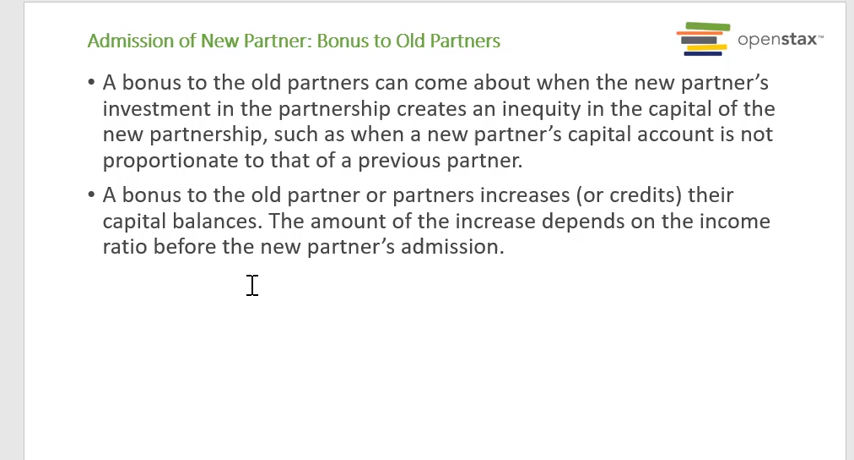 Admission of New Partner: Bonus to Old Partners
openstax™
• A bonus to the old partners can come about when the new partner’s
investment in the partnership creates an inequity in the capital of the
new partnership, such as when a new partner’s capital account is not
proportionate to that of a previous partner.
• A bonus to the old partner or partners increases (or credits) their
capital balances. The amount of the increase depends on the income
ratio before the new partner’s admission.